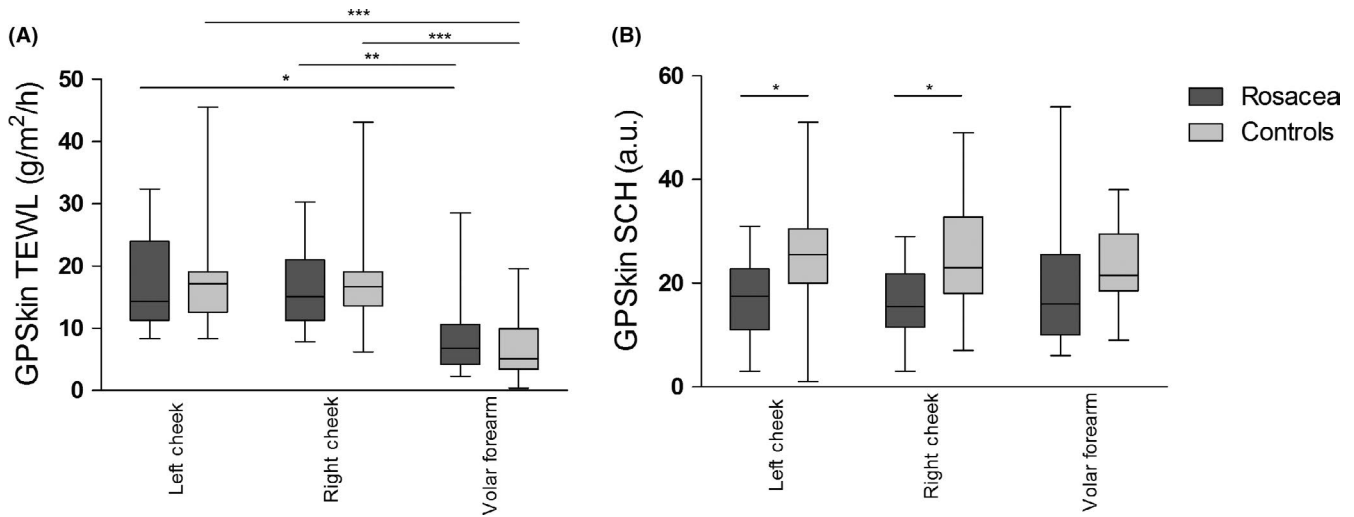 (A)
***
***
**
*
GPSkin TEWL (g/m²/h)
50
40
30
20
10
0
Left cheek
Right cheek
Volar forearm
(B)
*
*
GPSkin SCH (a.u.)
60
40
20
0
Left cheek
Right cheek
Volar forearm
Rosacea
Controls